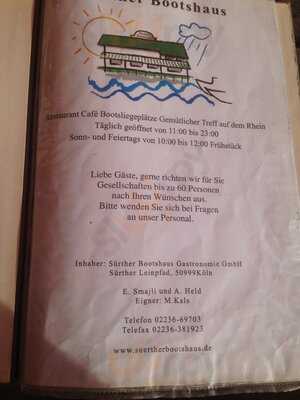 Bootshaus
Restaurant Café Bootsliegeplätze Gemütlicher Treff auf dem Rhein
Täglich geöffnet von 11:00 bis 23:00
Sonn- und Feiertags von 10:00 bis 12:00 Frühstück
Liebe Gäste, gerne richten wir für Sie
Gesellschaften bis zu 60 Personen
nach Ihren Wünschen aus.
Bitte wenden Sie sich bei Fragen
an unser Personal.
Inhaber: Sürther Bootshaus Gastronomie GmbH
Sürther Leinpfad, 50999Köln
E. Smajli und A. Held
Eigner: M.Kals
Telefon 02236-69703
Telefax 02236-381923
www.suertherbootshaus.de